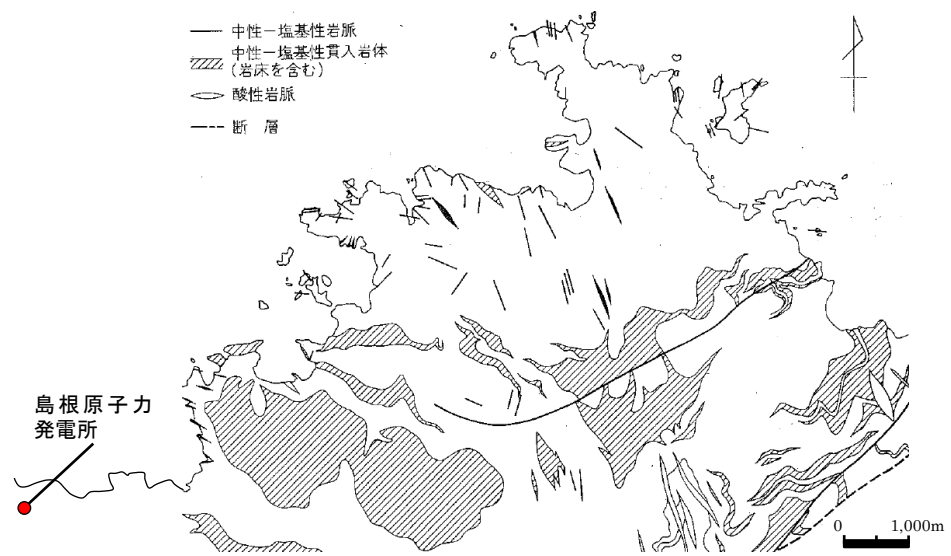 中性－塩基性岩脈
中性－塩基性貫入岩体
(岩床を含む)
酸性岩脈
断 層
島根原子力
発電所
0 1,000m